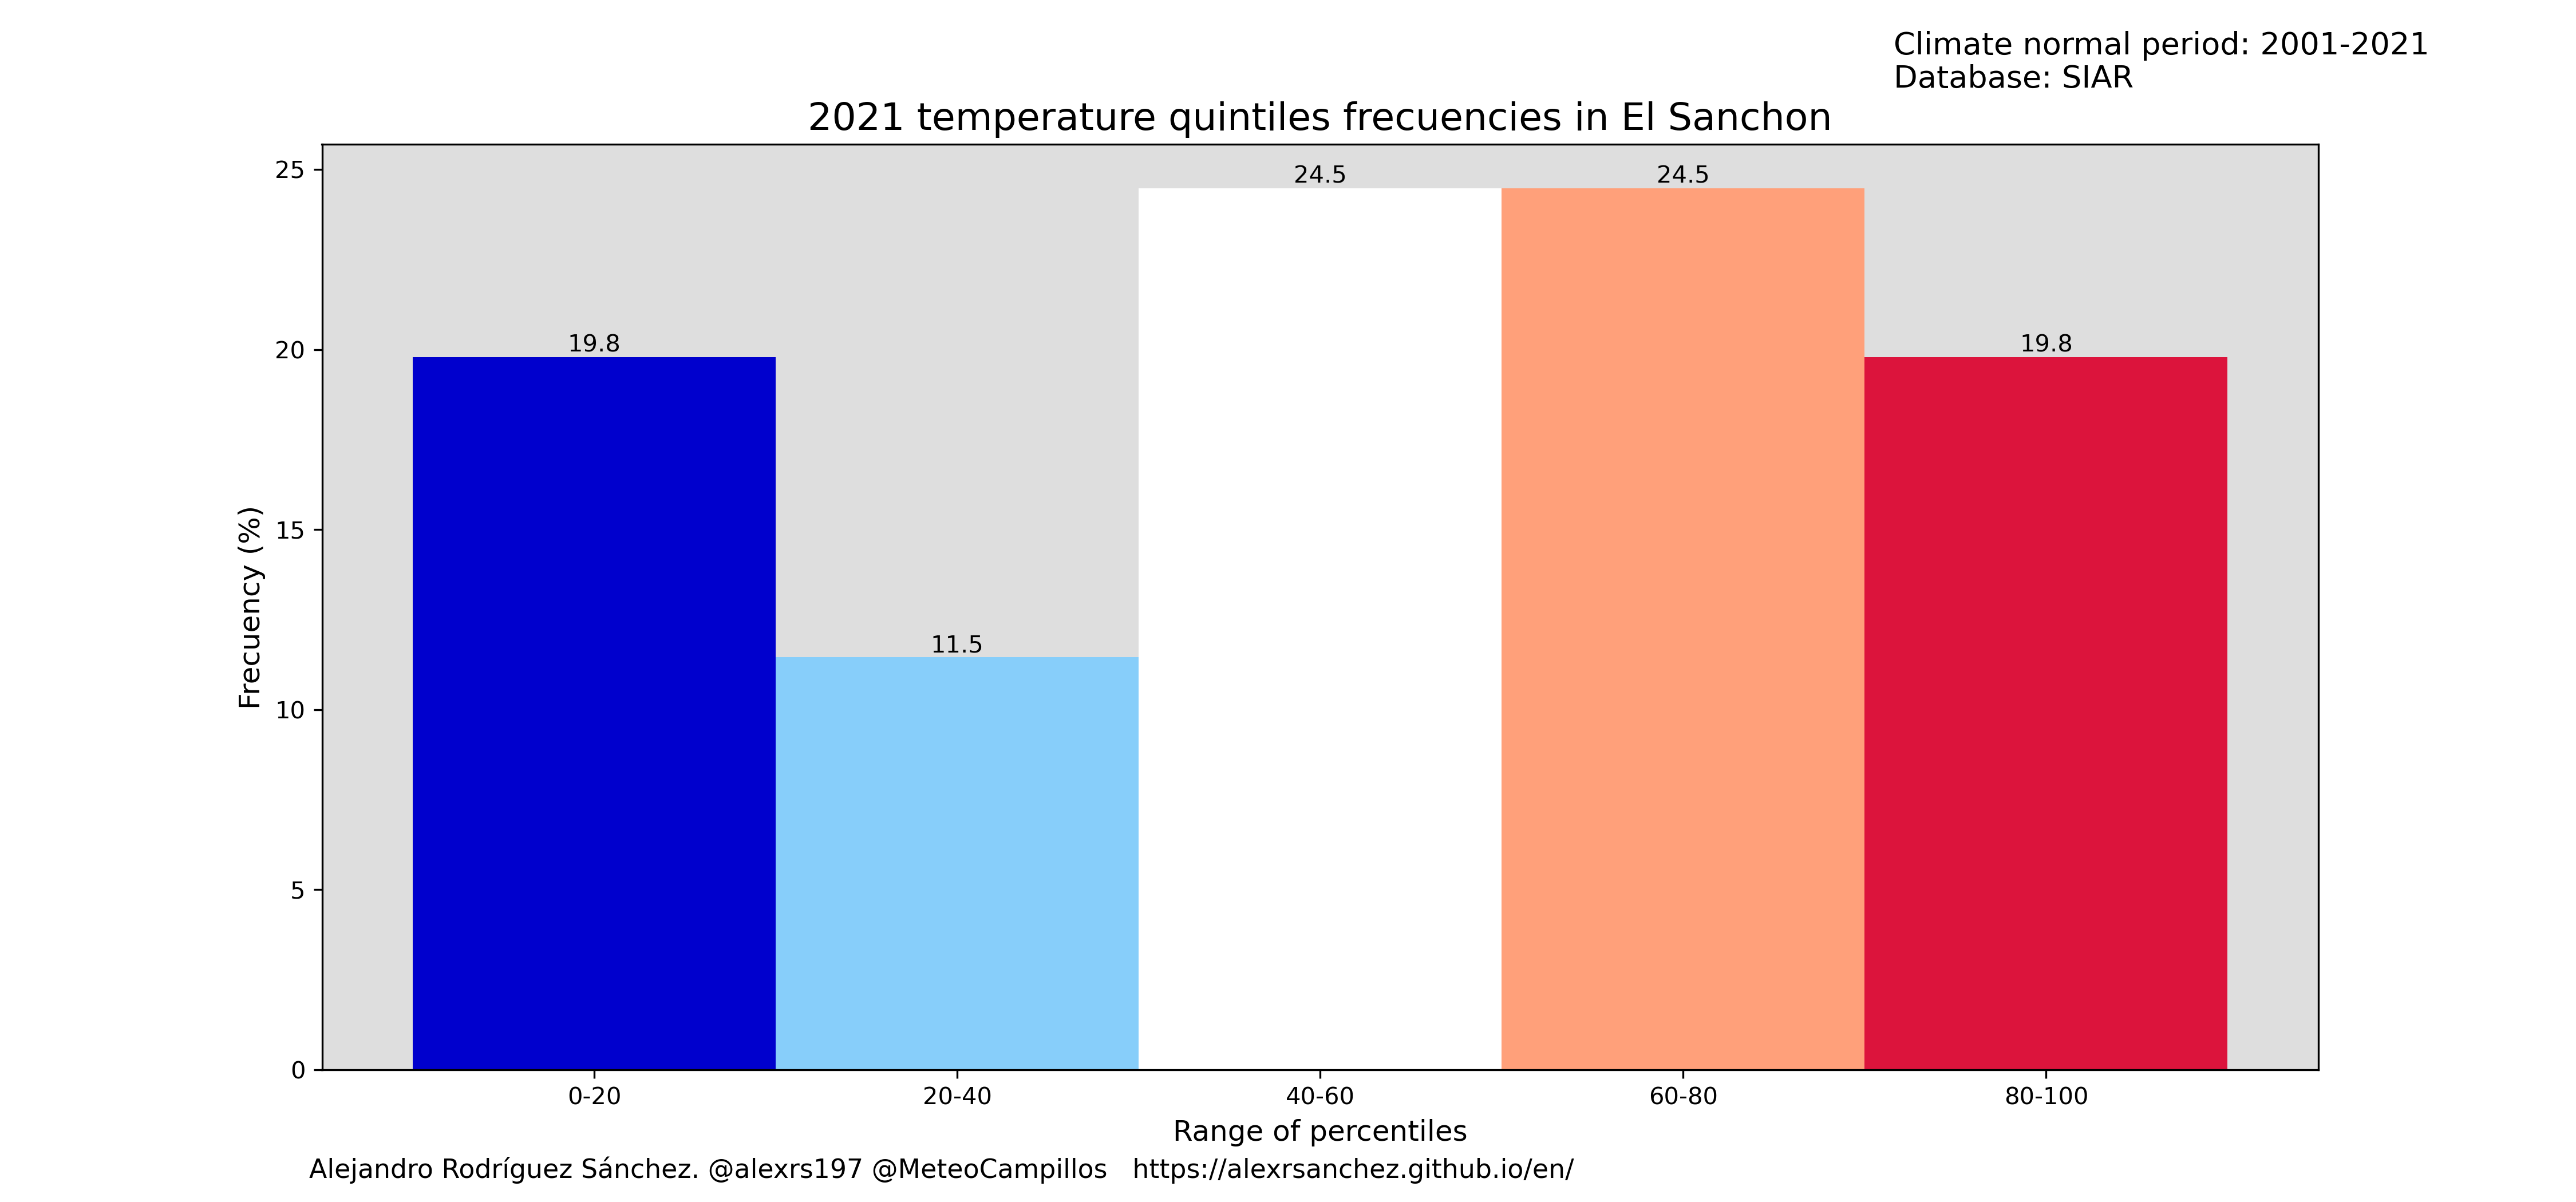 Climate normal period: 2001-2021
Database: SIAR
2021 temperature quintiles frecuencies in El Sanchon
25
20
15
10
5
0
Frecuency (%)
19.8
11.5
24.5
24.5
19.8
0-20
20-40
40-60
60-80
80-100
Range of percentiles
Alejandro Rodríguez Sánchez. @alexrs197 @MeteoCampillos https://alexrsanchez.github.io/en/